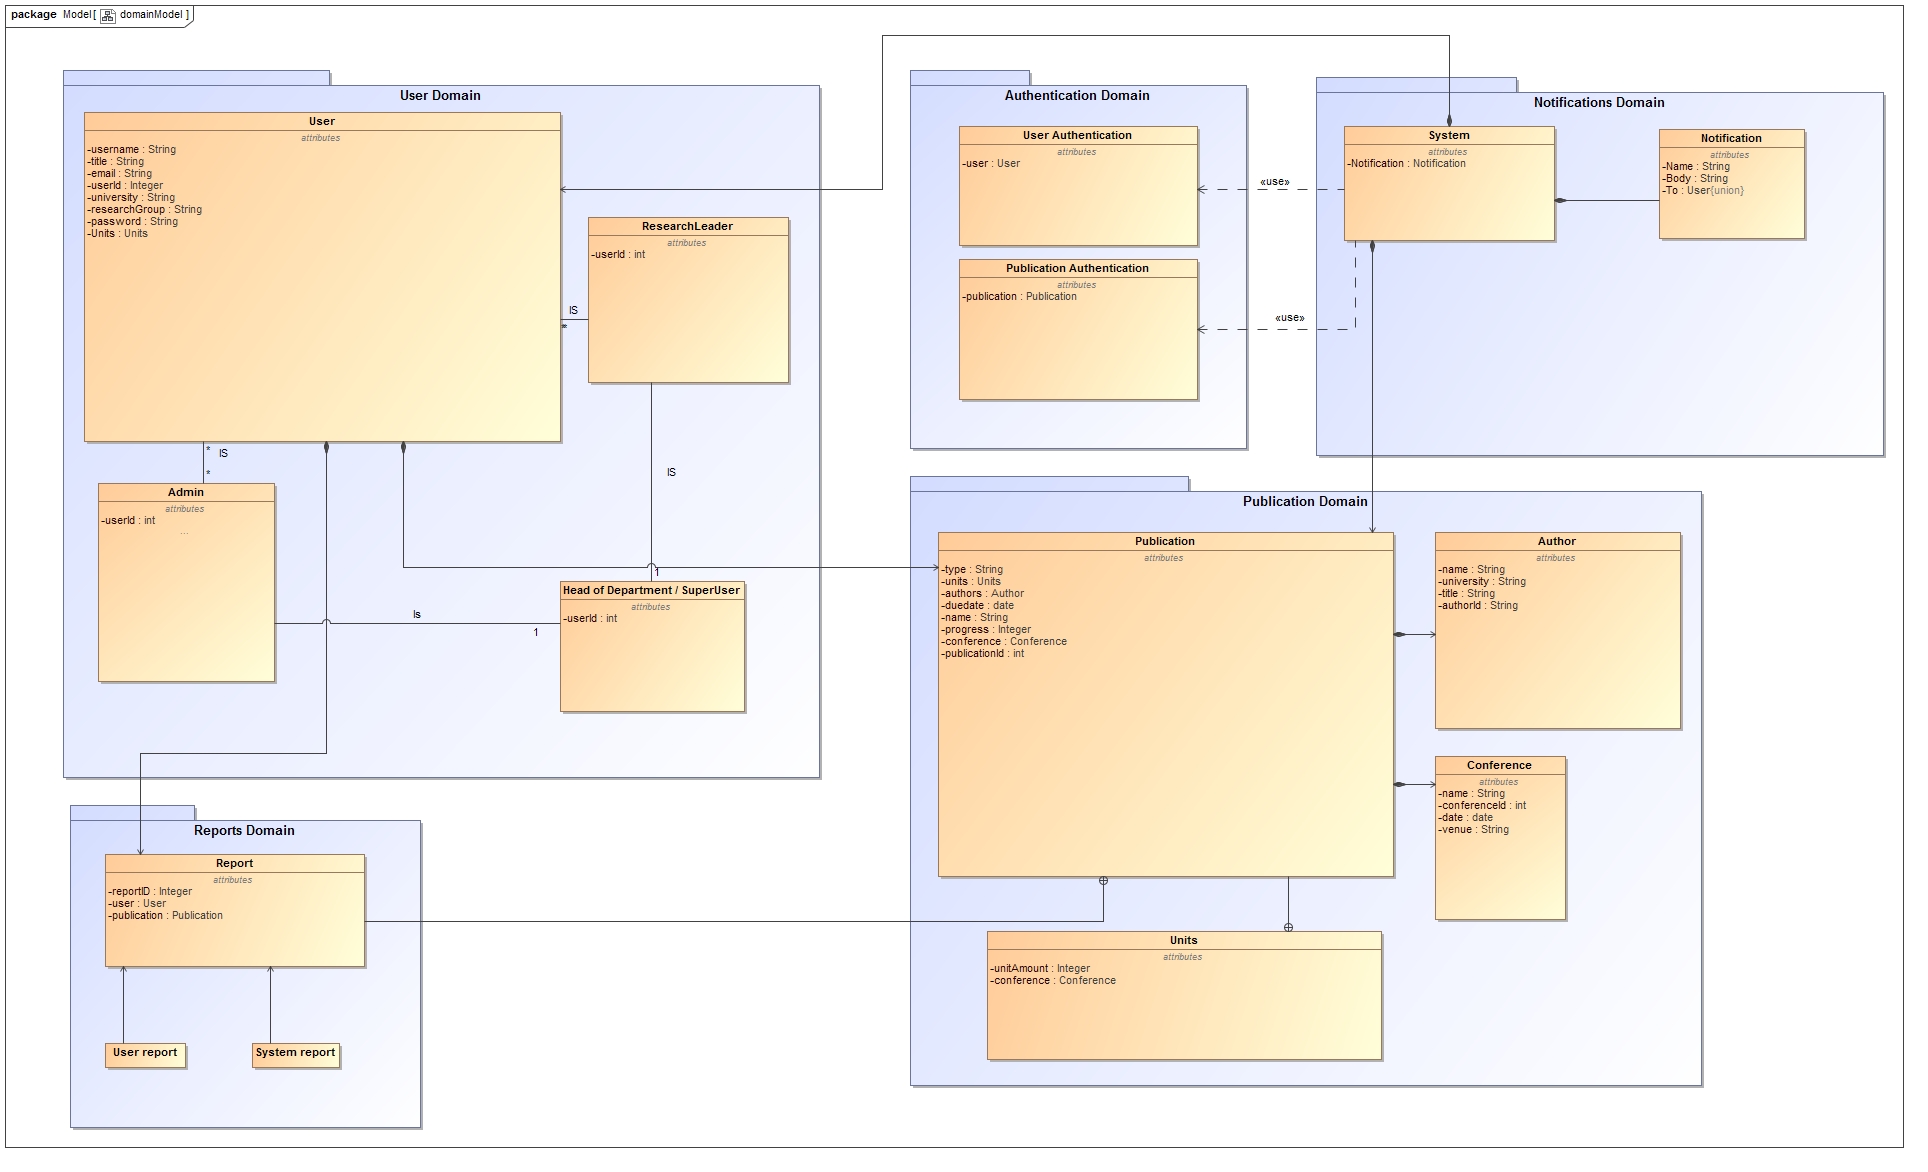 package Model[ domainModel ]
User Domain
User
attributes
-username : String
-title : String
-email : String
-userId : Integer
-university : String
-researchGroup : String
-password : String
-Units : Units
ResearchLeader
attributes
-userId : int
IS
*
* IS
*
IS
Admin
attributes
-userId : int
...
Is
1
1
Head of Department / SuperUser
attributes
-userId : int
Authentication Domain
User Authentication
attributes
-user : User
Publication Authentication
attributes
-publication : Publication
«use»
«use»
Notifications Domain
System
attributes
-Notification : Notification
Notification
attributes
-Name : String
-Body : String
-To : User{union}
Publication Domain
Publication
attributes
-type : String
-units : Units
-authors : Author
-duedate : date
-name : String
-progress : Integer
-conference : Conference
-publicationId : int
Author
attributes
-name : String
-university : String
-title : String
-authorId : String
Conference
attributes
-name : String
-conferenceId : int
-date : date
-venue : String
Units
attributes
-unitAmount : Integer
-conference : Conference
Reports Domain
Report
attributes
-reportID : Integer
-user : User
-publication : Publication
User report
System report